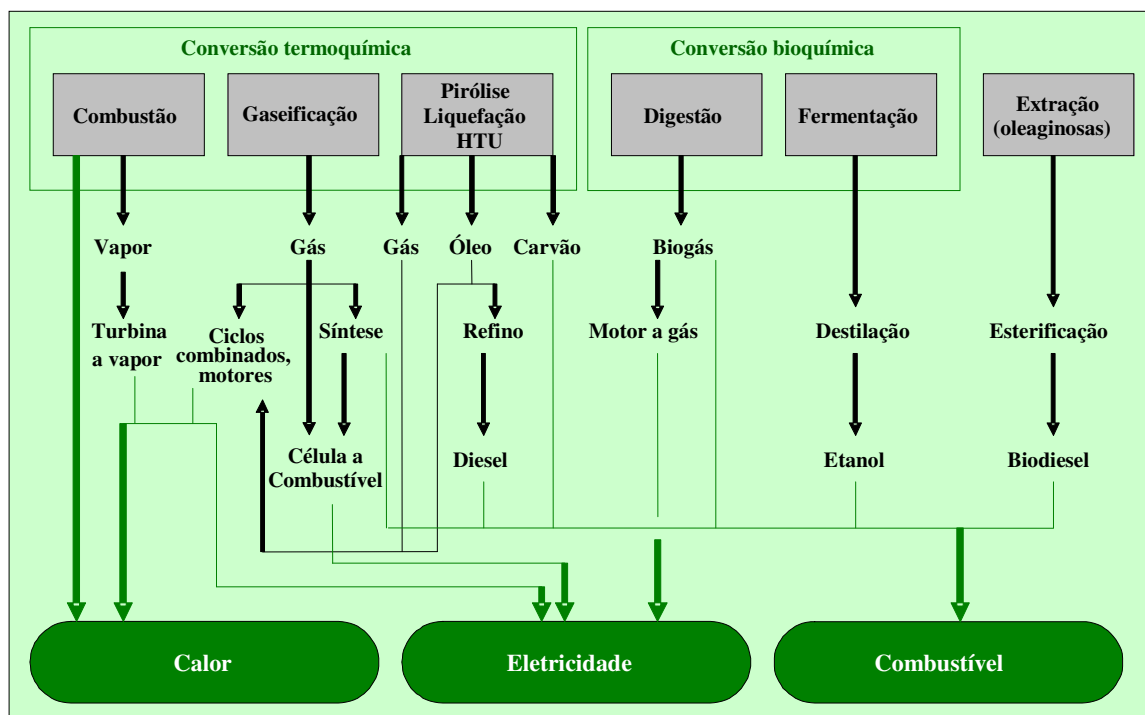 Conversão termoquímica
Conversão bioquímica
Combustão
Gaseificação
Pirólise
Liquefação
HTU
Digestão
Fermentação
Extração
(oleaginosas)
Vapor
Gás
Gás
Óleo
Carvão
Biogás
Turbina
a vapor
Ciclos
combinados,
motores
Síntese
Refino
Motor a gás
Destilação
Esterificação
Célula a
Combustível
Diesel
Etanol
Biodiesel
Calor
Eletricidade
Combustível